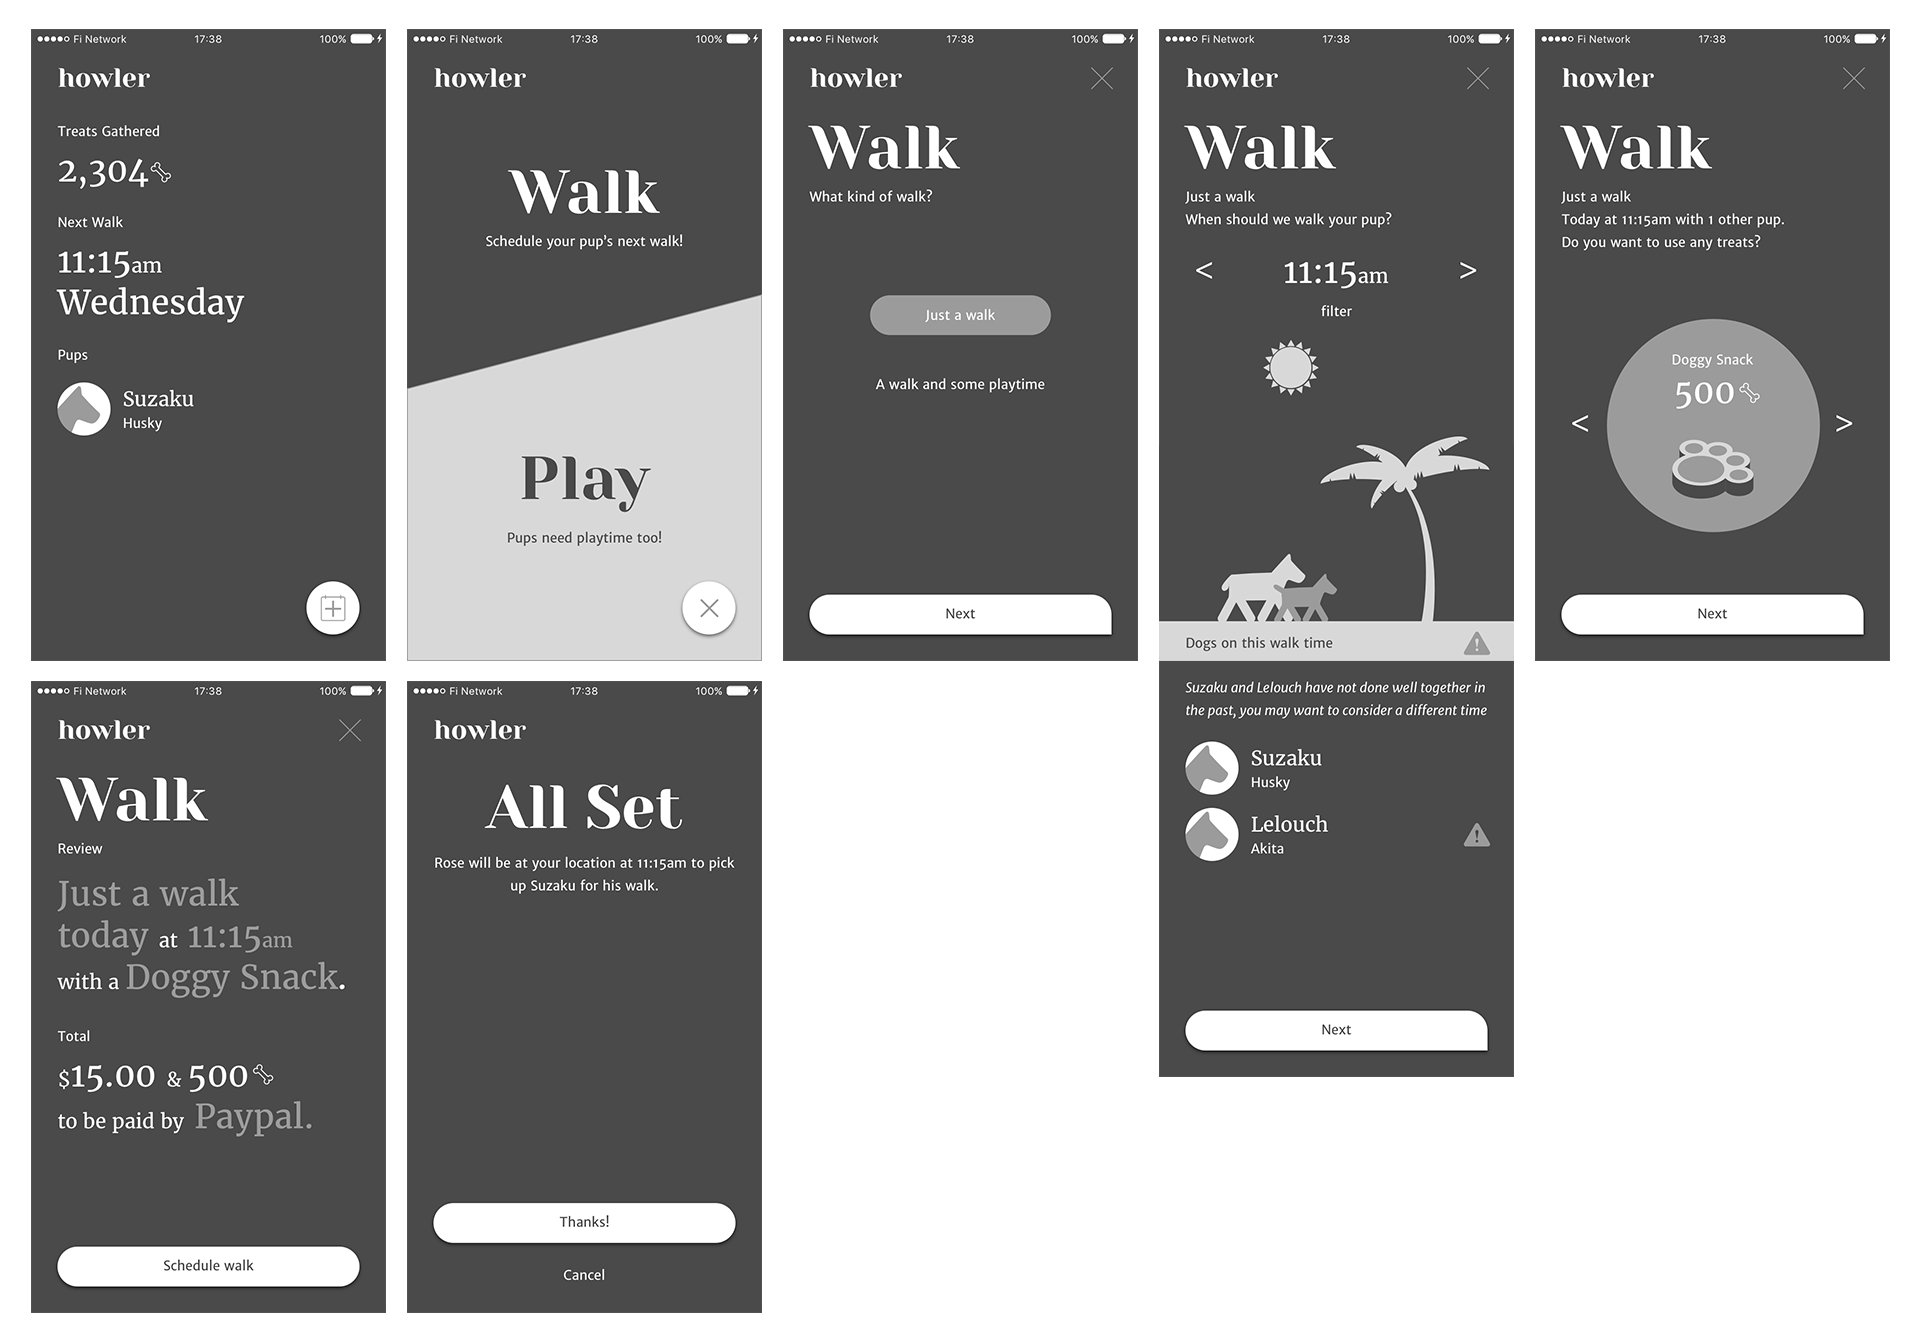 Fi Network 17:38 100%
howler
Treats Gathered
2,304
Next Walk
11:15am
Wednesday
Pups
Suzaku
Husky
Fi Network 17:38 100%
howler
Walk
Schedule your pup's next walk!
Play
Pups need playtime too!
Fi Network 17:38 100%
howler
Walk
What kind of walk?
Just a walk
A walk and some playtime
Next
Fi Network 17:38 100%
howler
Walk
Just a walk
When should we walk your pup?
< 11:15am >
filter
Dogs on this walk time
Suzaku and Lelouch have not done well together in
the past, you may want to consider a different time
Suzaku
Husky
Lelouch
Akita
Next
Fi Network 17:38 100%
howler
Walk
Just a walk
Today at 11:15am with 1 other pup.
Do you want to use any treats?
Doggy Snack
500
< >
Next
Fi Network 17:38 100%
howler
Walk
Review
Just a walk
today at 11:15am
with a Doggy Snack.
Total
$15.00 & 500
to be paid by Paypal.
Schedule walk
Fi Network 17:38 100%
howler
All Set
Rose will be at your location at 11:15am to pick
up Suzaku for his walk.
Thanks!
Cancel